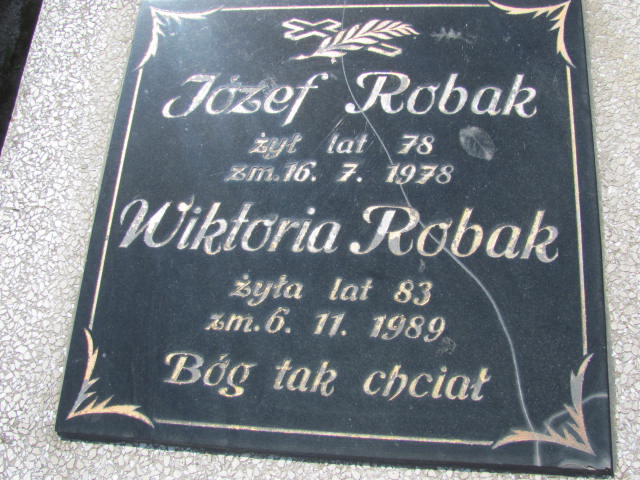 Józef Robak
żył lat 78
zm. 16. 7. 1978
Wiktoria Robak
żyła lat 83
zm. 6. 11. 1989
Bóg tak chciał